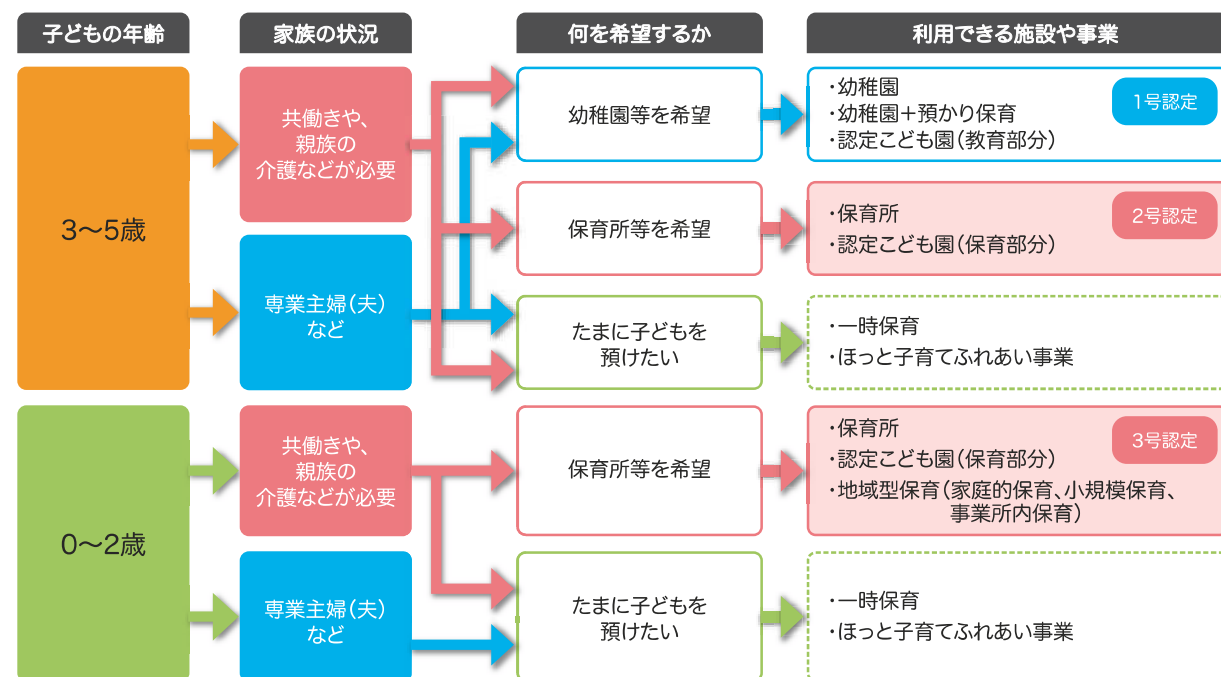 子どもの年齢
家族の状況
何を希望するか
利用できる施設や事業
3〜5歳
共働きや、
親族の
介護などが必要
専業主婦(夫)
など
幼稚園等を希望
保育所等を希望
たまに子どもを
預けたい
・幼稚園
・幼稚園+預かり保育
・認定こども園(教育部分)
1号認定
・保育所
・認定こども園(保育部分)
2号認定
・一時保育
・ほっと子育てふれあい事業
0〜2歳
共働きや、
親族の
介護などが必要
専業主婦(夫)
など
保育所等を希望
たまに子どもを
預けたい
・保育所
・認定こども園(保育部分)
・地域型保育(家庭的保育、小規模保育、
事業所内保育)
3号認定
・一時保育
・ほっと子育てふれあい事業